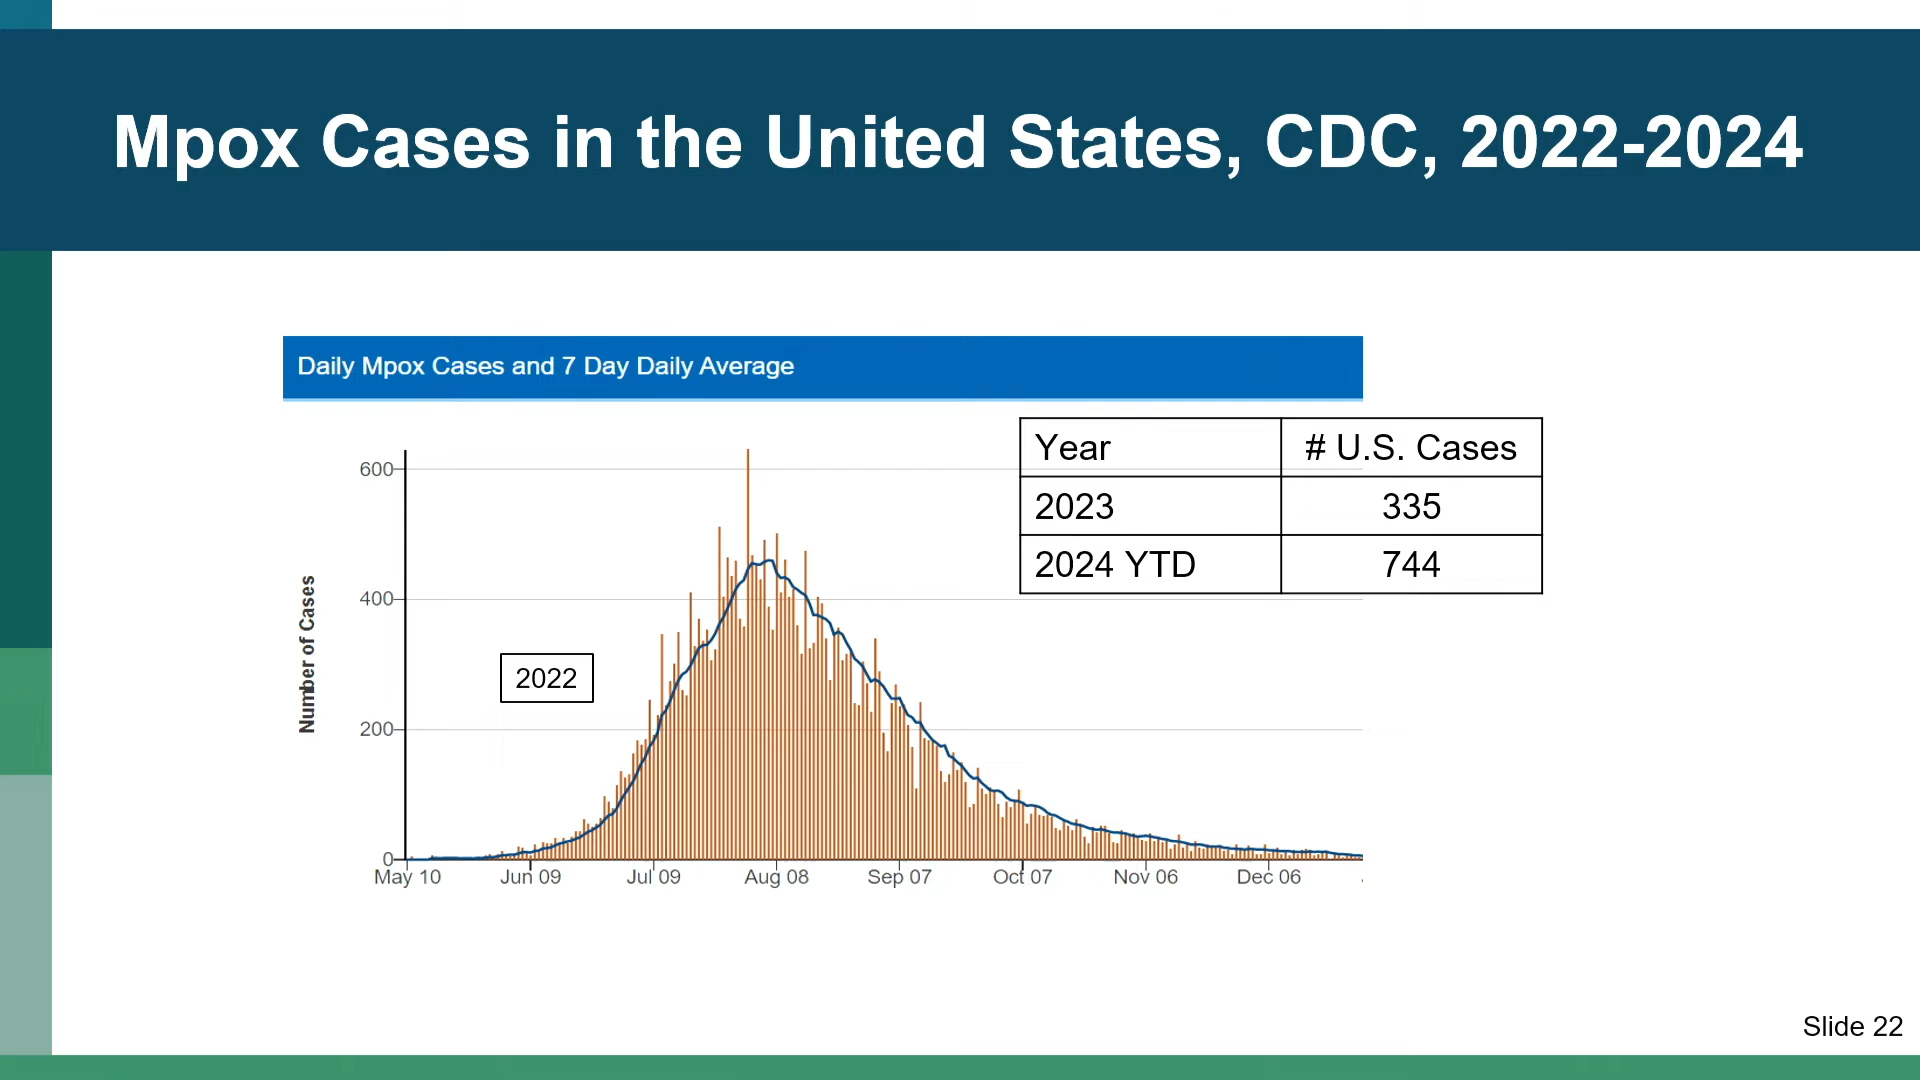 Mpox Cases in the United States, CDC, 2022-2024
Daily Mpox Cases and 7 Day Daily Average
Year # U.S. Cases
2023 335
2024 YTD 744
Number of Cases
600
400
200
0
2022
May 10 Jun 09 Jul 09 Aug 08 Sep 07 Oct 07 Nov 06 Dec 06
Slide 22